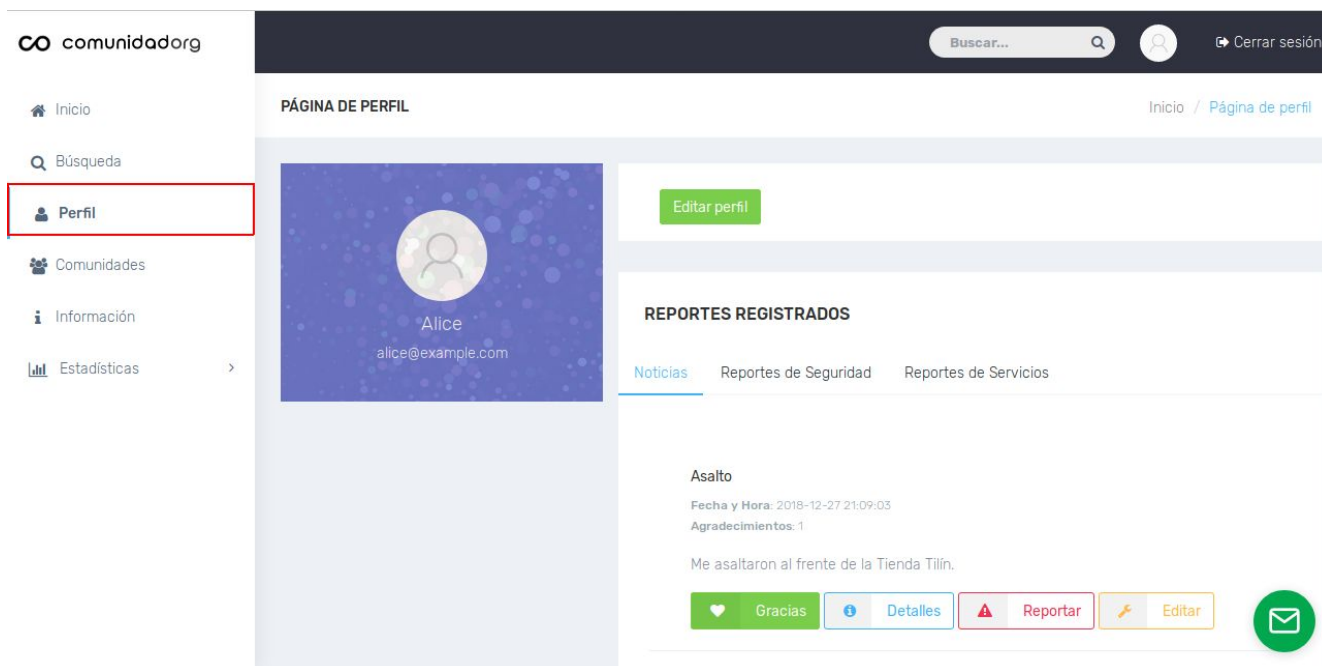 comunidadorg
Buscar...
Cerrar sesión
Inicio
Búsqueda
Perfil
Comunidades
Información
Estadísticas
PÁGINA DE PERFIL
Inicio / Página de perfil
Alice
alice@example.com
Editar perfil
REPORTES REGISTRADOS
Noticias Reportes de Seguridad Reportes de Servicios
Asalto
Fecha y Hora: 2018-12-27 21:09:03
Agradecimientos: 1
Me asaltaron al frente de la Tienda Tilín.
Gracias Detalles Reportar Editar